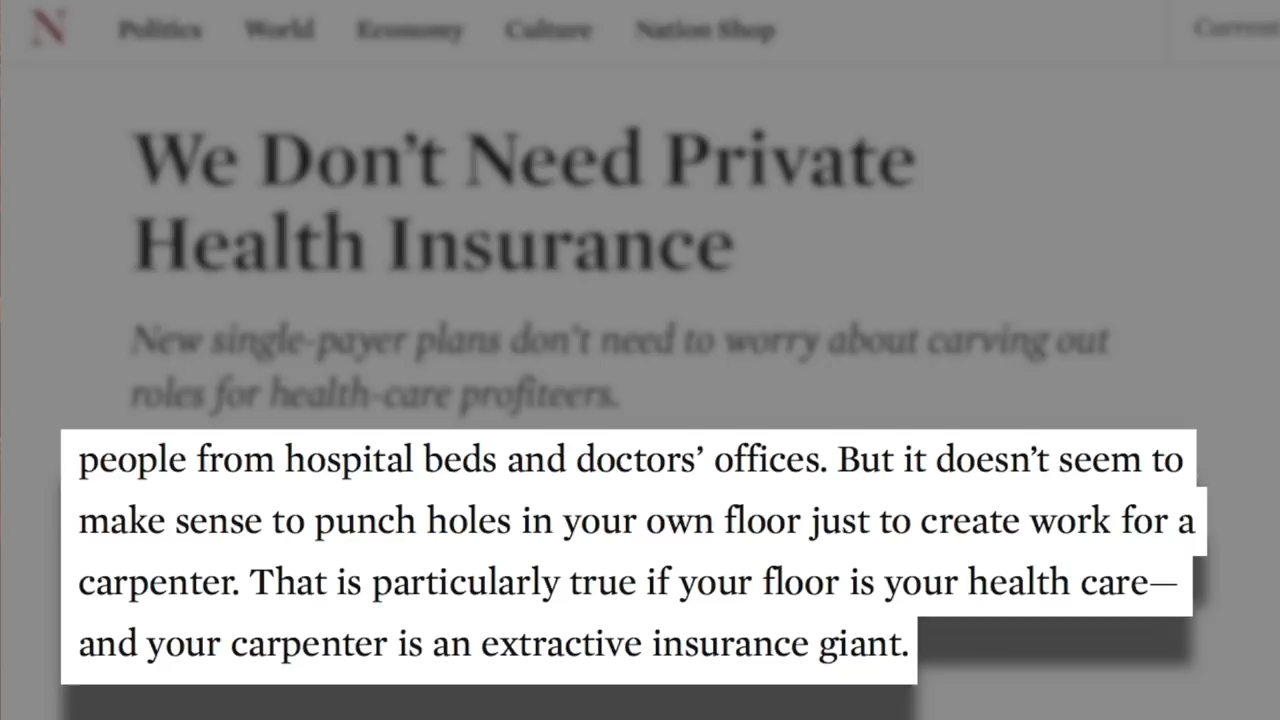 N Politics World Economy Culture Nation Shop Current
We Don’t Need Private
Health Insurance
New single-payer plans don’t need to worry about carving out
roles for health-care profiteers.
people from hospital beds and doctors’ offices. But it doesn’t seem to
make sense to punch holes in your own floor just to create work for a
carpenter. That is particularly true if your floor is your health care—
and your carpenter is an extractive insurance giant.